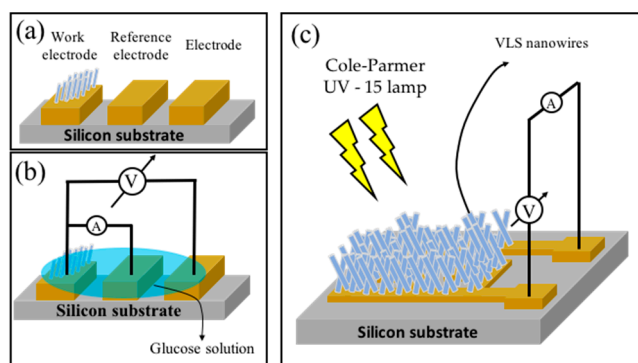 (a)
Work
electrode
Reference
electrode
Electrode
Silicon substrate
(b)
V
A
Silicon substrate
Glucose solution
(c)
VLS nanowires
Cole-Parmer
UV - 15 lamp
A
V
Silicon substrate